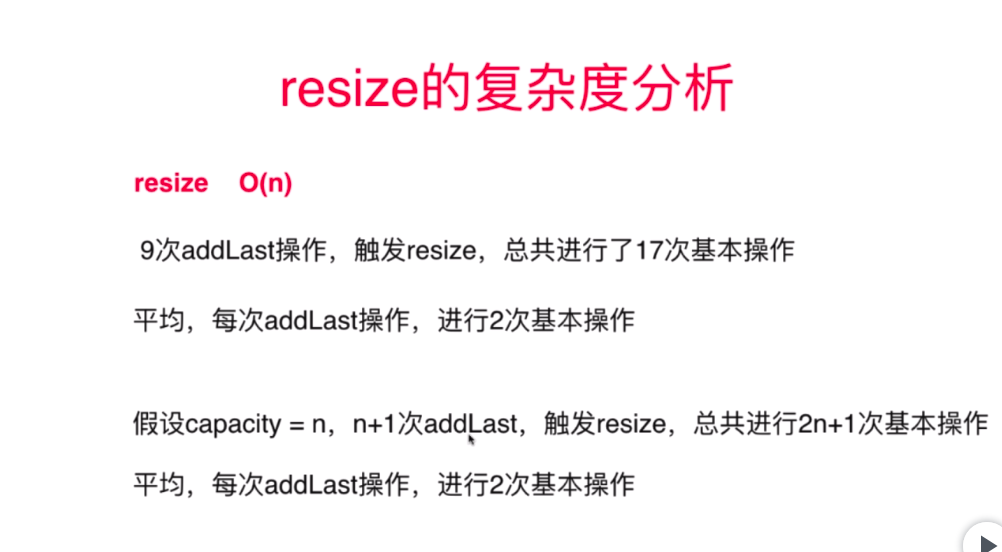 resize的复杂度分析
resize O(n)
9次addLast操作，触发resize，总共进行了17次基本操作
平均，每次addLast操作，进行2次基本操作
假设capacity = n，n+1次addLast，触发resize，总共进行2n+1次基本操作
平均，每次addLast操作，进行2次基本操作